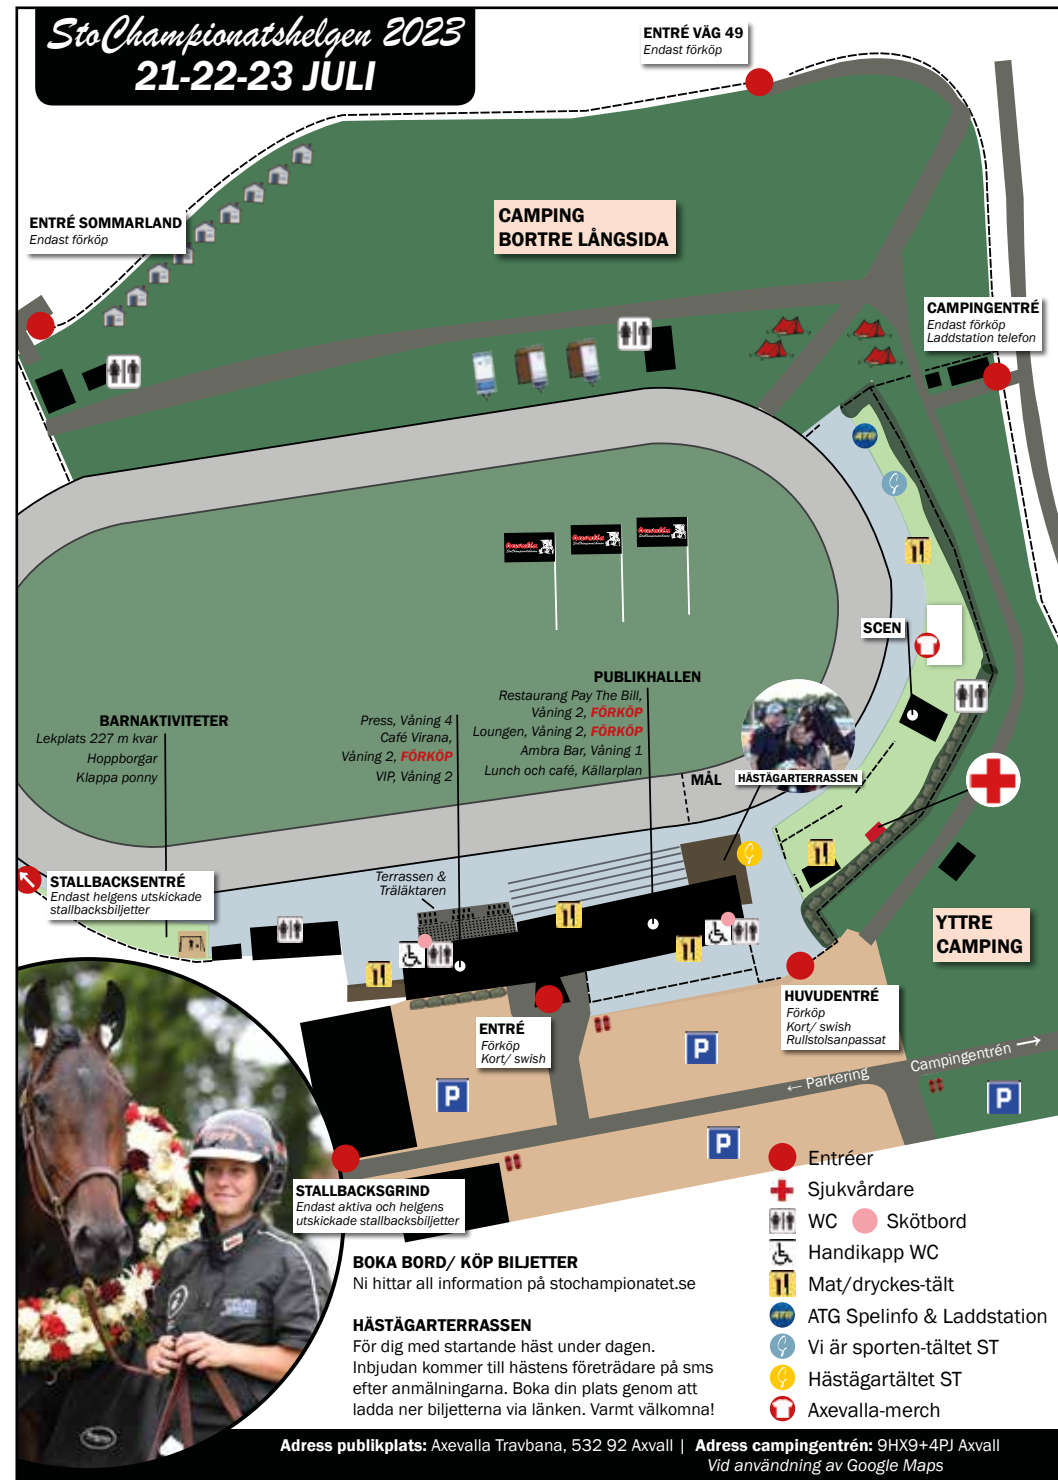 StoChampionatshelgen 2023
21-22-23 JULI
ENTRÉ VÄG 49
Endast förköp
ENTRÉ SOMMARLAND
Endast förköp
CAMPING
BORTRE LÅNGSIDA
CAMPINGENTRÉ
Endast förköp
Laddstation telefon
ATG
Axevalla
StoChampionatet
Axevalla
StoChampionatet
Axevalla
StoChampionatet
SCEN
PUBLIKHALLEN
Restaurang Pay The Bill,
Våning 2, FÖRKÖP
Loungen, Våning 2, FÖRKÖP
Ambra Bar, Våning 1
Lunch och café, Källarplan
BARNAKTIVITETER
Lekplats 227 m kvar
Hoppborgar
Klappa ponny
Press, Våning 4
Café Virana,
Våning 2, FÖRKÖP
VIP, Våning 2
MÅL
HÄSTÄGARTERRASSEN
STALLBACKSENTRÉ
Endast helgens utskickade
stallbacksbiljetter
Terrassen &
Träläktaren
YTTRE
CAMPING
ENTRÉ
Förköp
Kort/ swish
HUVUDENTRÉ
Förköp
Kort/ swish
Rullstolsanpassat
P
P
P
P
← Parkering
Campingentrén →
STALLBACKSGRIND
Endast aktiva och helgens
utskickade stallbacksbiljetter
Entréer
Sjukvårdare
WC
Skötbord
Handikapp WC
Mat/dryckes-tält
ATG Spelinfo & Laddstation
Vi är sporten-tältet ST
Hästägartältet ST
Axevalla-merch
BOKA BORD/ KÖP BILJETTER
Ni hittar all information på stochampionatet.se
HÄSTÄGARTERRASSEN
För dig med startande häst under dagen.
Inbjudan kommer till hästens företrädare på sms
efter anmälningarna. Boka din plats genom att
ladda ner biljetterna via länken. Varmt välkomna!
Adress publikplats: Axevalla Travbana, 532 92 Axvall | Adress campingentrén: 9HX9+4PJ Axvall
Vid användning av Google Maps